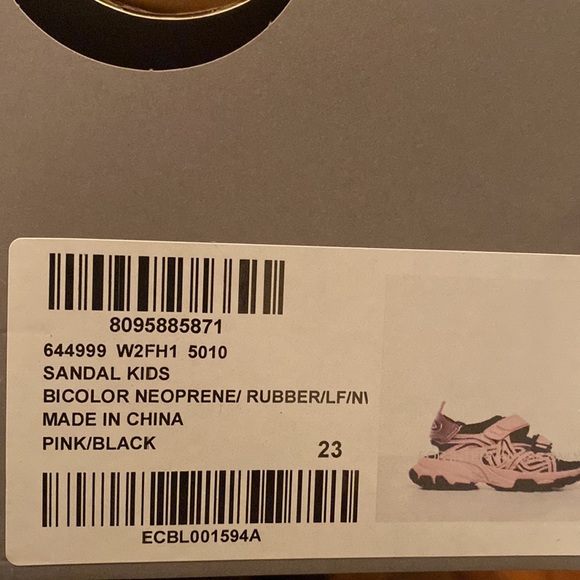 8095885871
644999 W2FH1 5010
SANDAL KIDS
BICOLOR NEOPRENE/ RUBBER/LF/N
MADE IN CHINA
PINK/BLACK
23
ECBL001594A